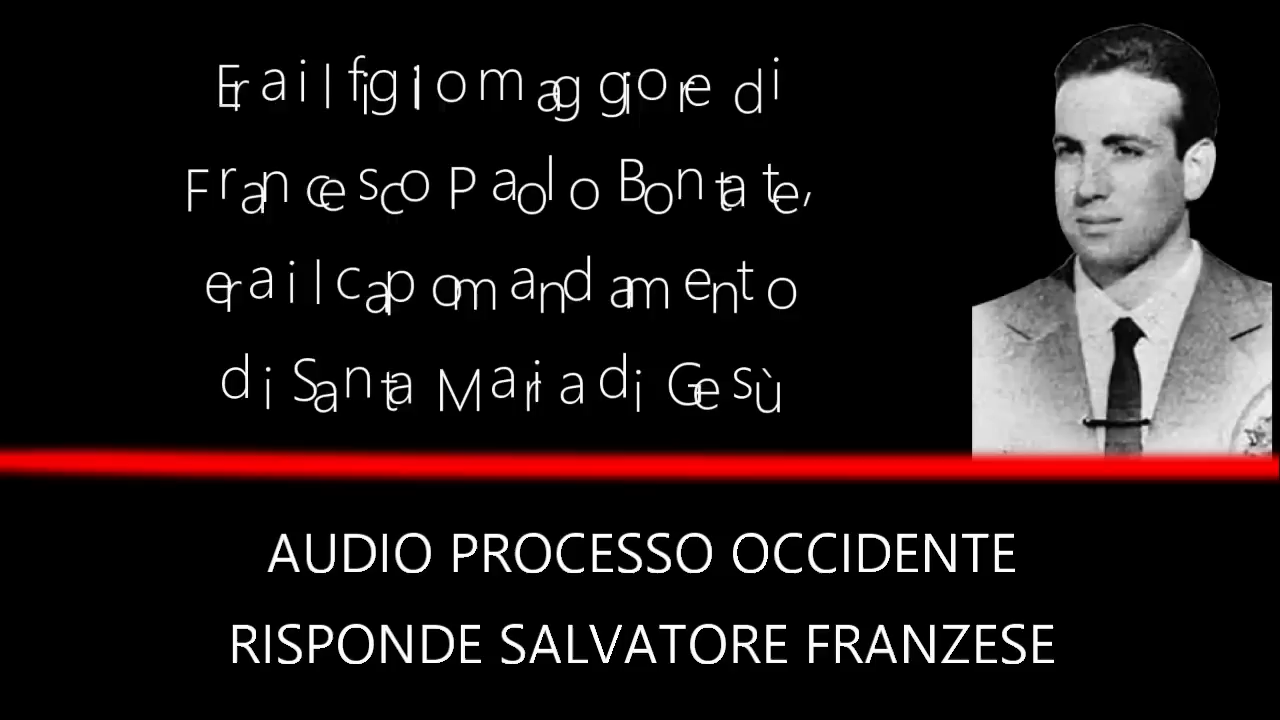 Era il figlio maggiore di
Francesco Paolo Bontate,
era il capomandamento
di Santa Maria di Gesù
AUDIO PROCESSO OCCIDENTE
RISPONDE SALVATORE FRANZESE